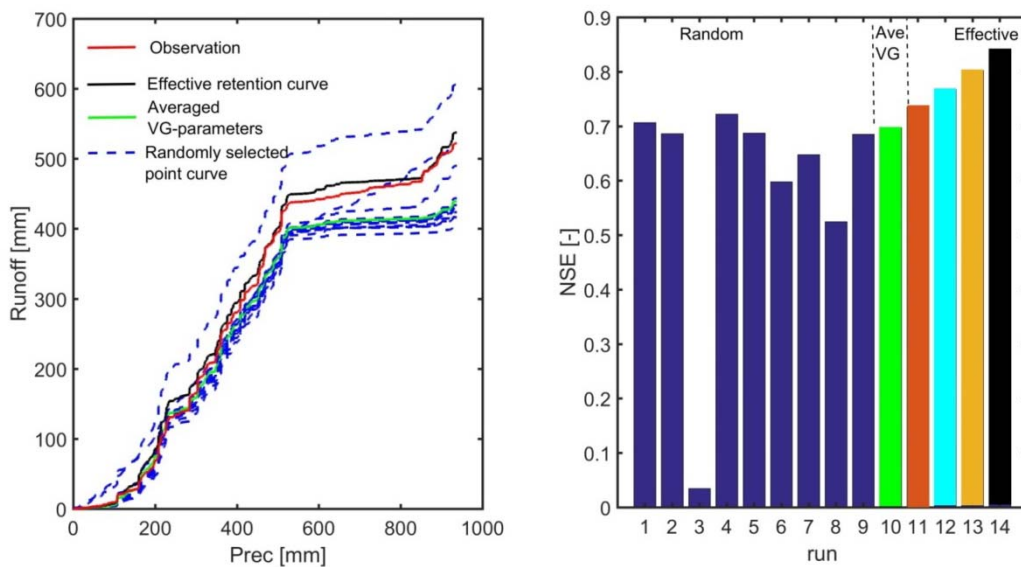 700
600
500
400
300
200
100
0
Runoff [mm]
Observation
Effective retention curve
Averaged
VG-parameters
Randomly selected
point curve
0 200 400 600 800 1000
Prec [mm]
0.9
0.8
0.7
0.6
0.5
0.4
0.3
0.2
0.1
0
NSE [-]
Random
Ave
VG
Effective
1 2 3 4 5 6 7 8 9 10 11 12 13 14
run